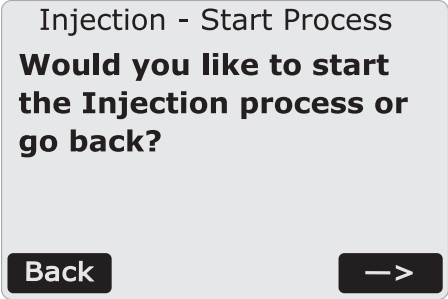 Injection - Start Process
Would you like to start
the Injection process or
go back?
Back
—>